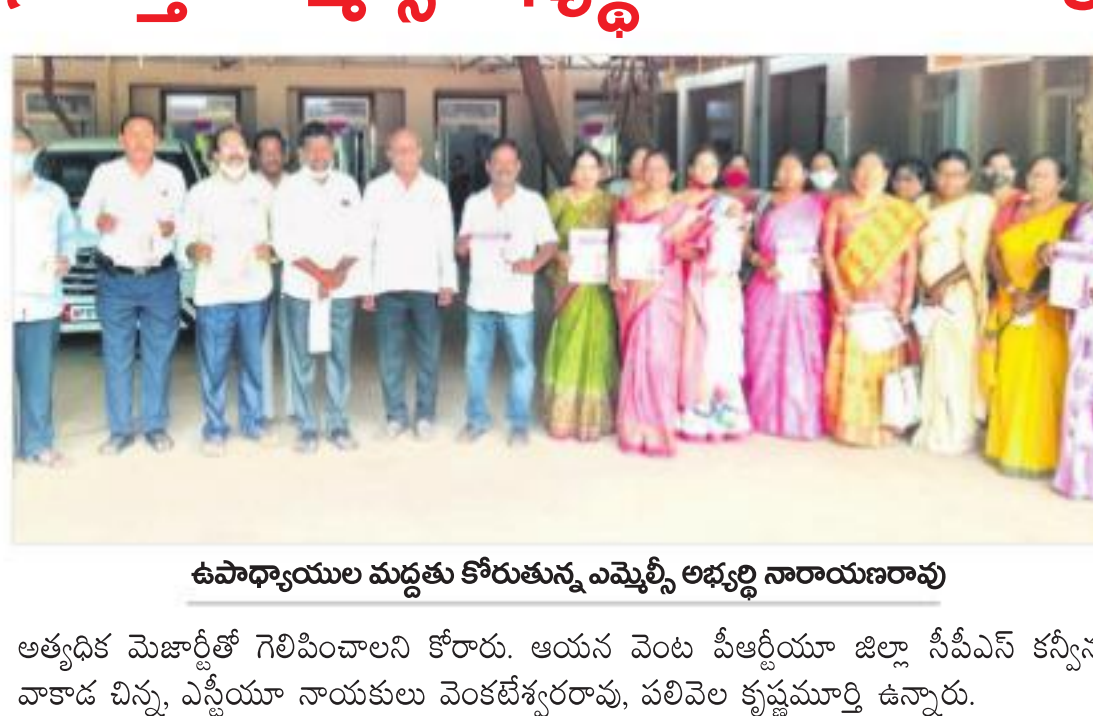 ఉపాధ్యాయుల మద్దతు కోరుతున్న ఎమ్మెల్సీ అభ్యర్థి నారాయణరావు
అత్యధిక మెజార్టీతో గెలిపించాలని కోరారు. ఆయన వెంట పీఆర్టీయూ జిల్లా సీపీఎస్
వాకాడ చిన్న, ఎస్టీయూ నాయకులు వెంకటేశ్వరరావు, పలివెల కృష్ణమూర్తి ఉన్నారు.